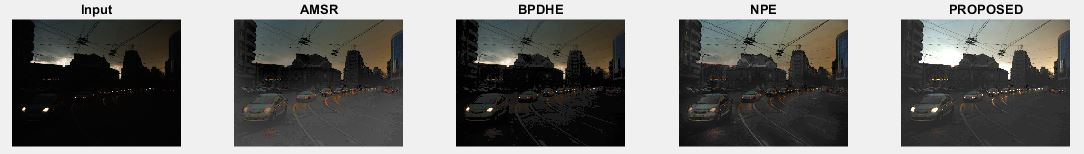 Input AMSR BPDHE NPE PROPOSED